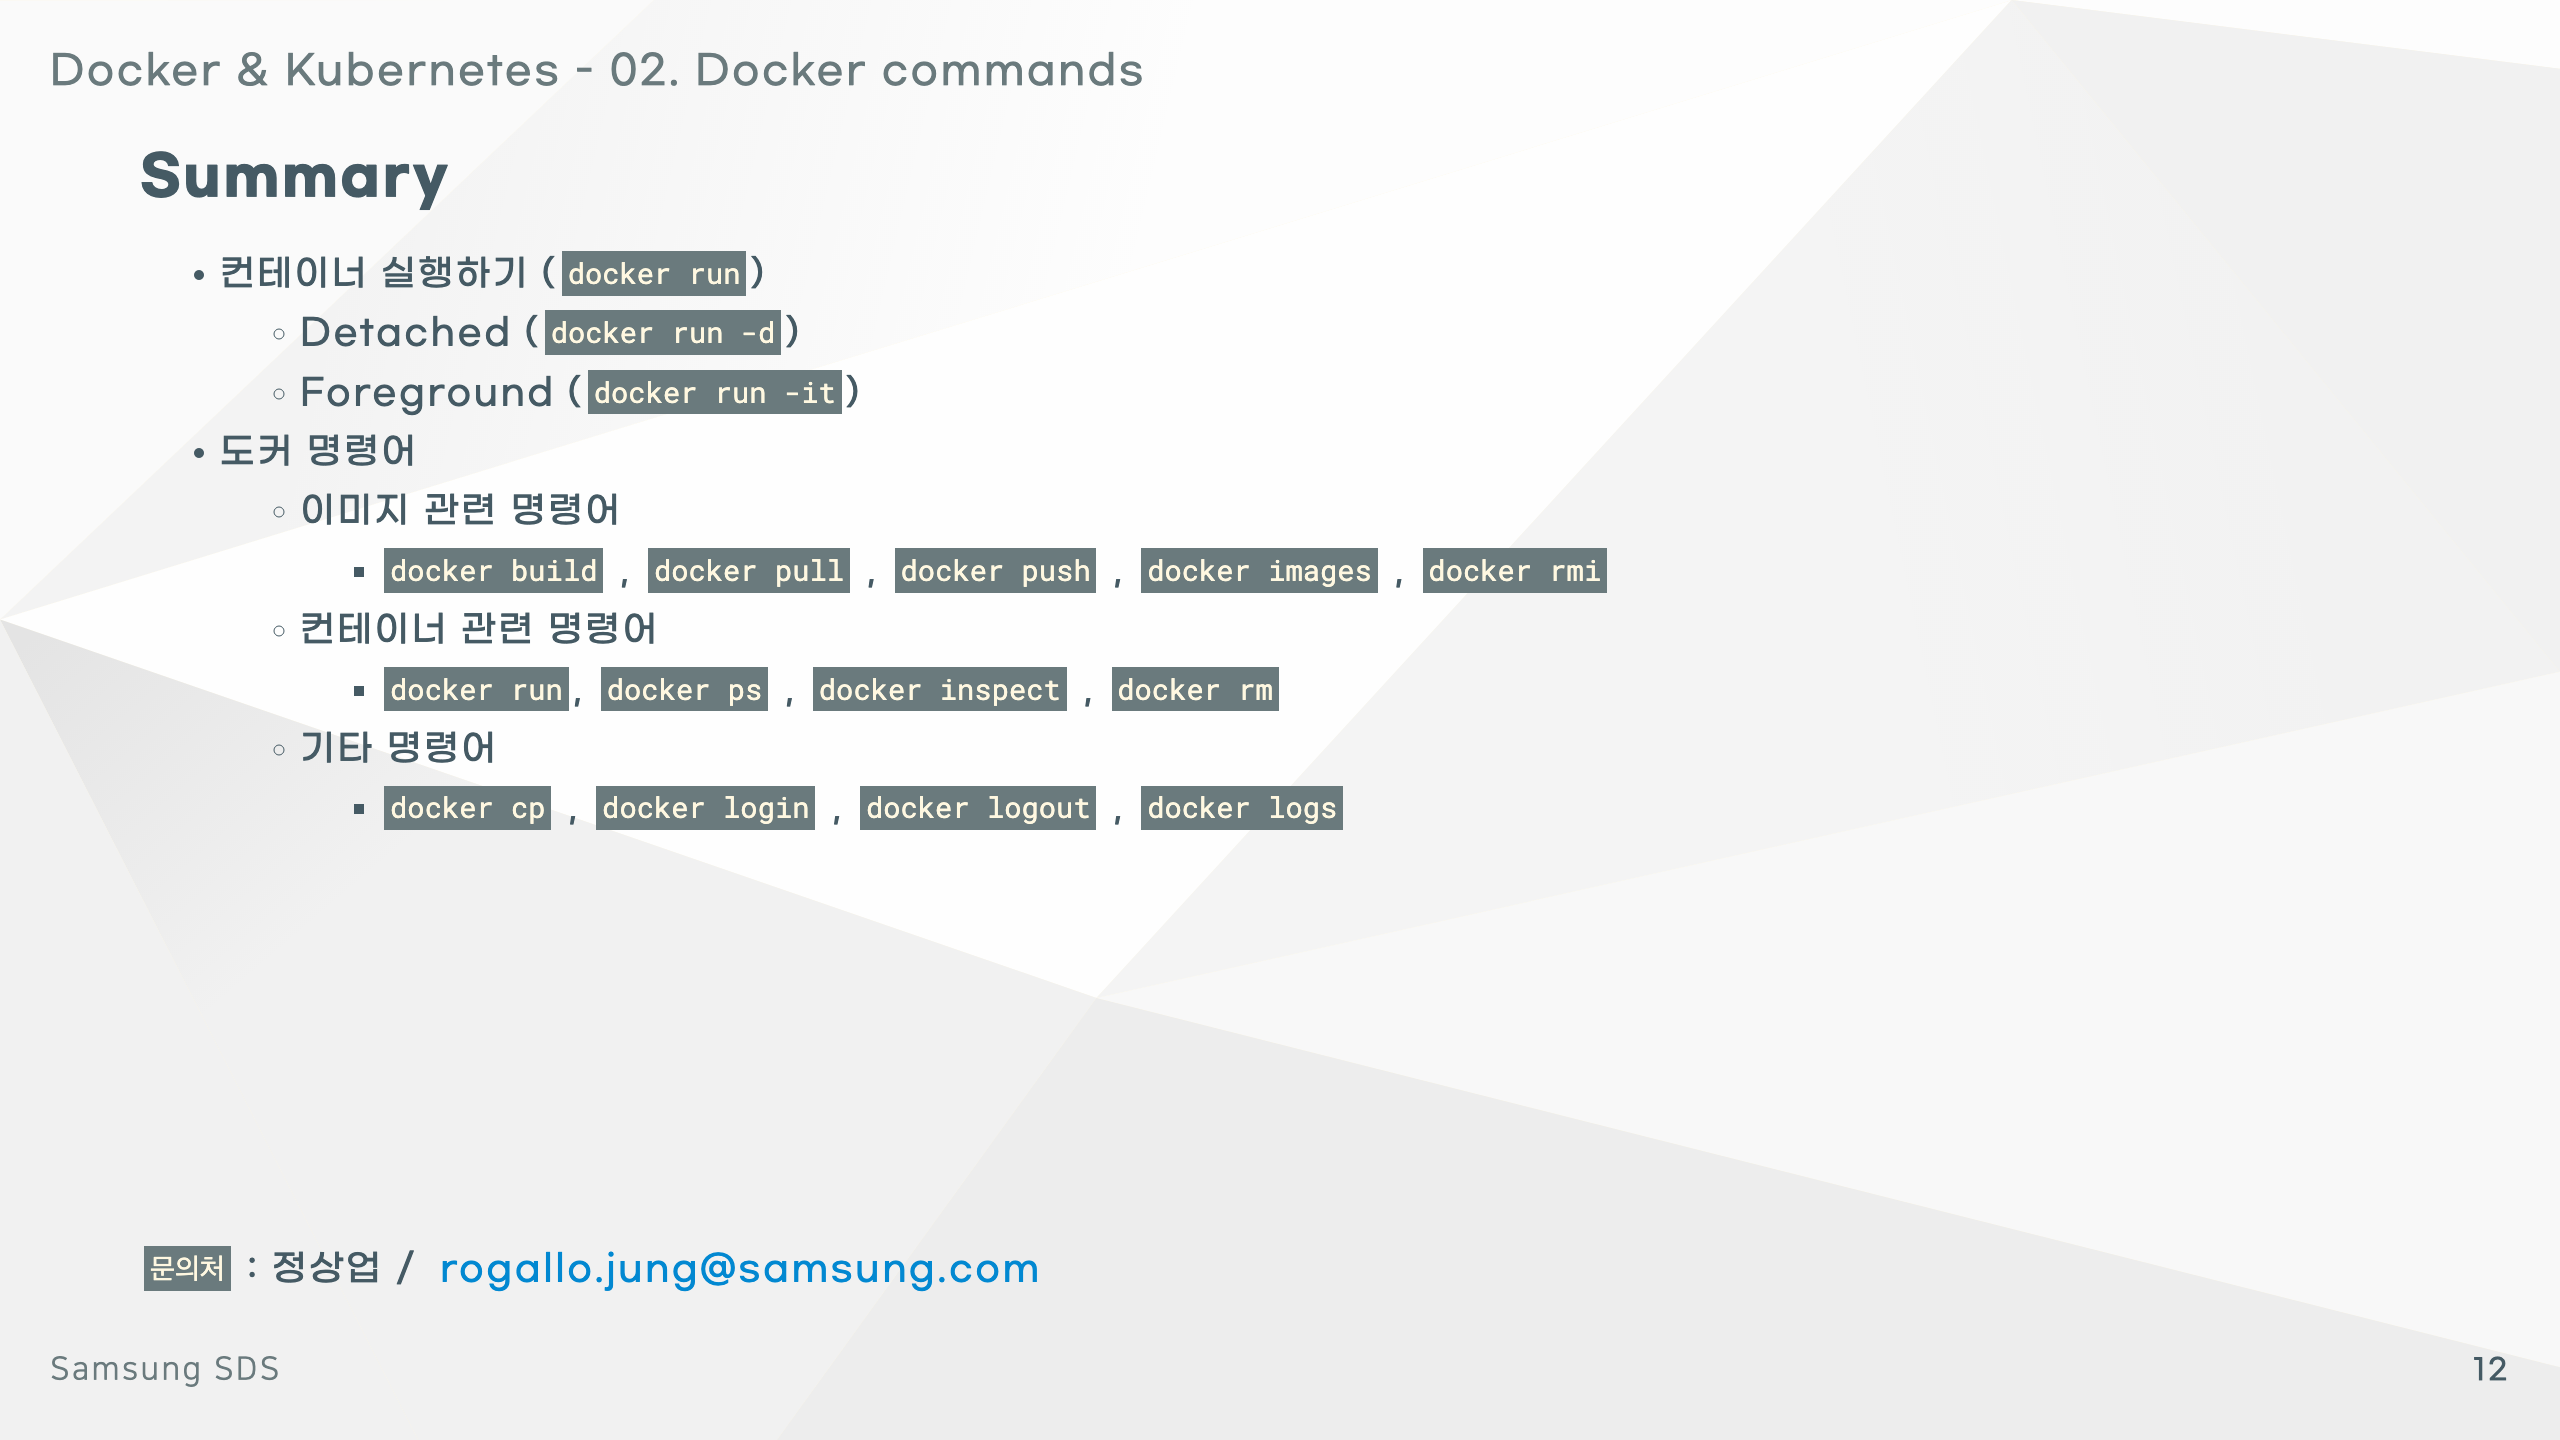 Docker & Kubernetes - 02. Docker commands
Summary
• 컨테이너 실행하기 (docker run)
○ Detached (docker run -d)
○ Foreground (docker run -it)
• 도커 명령어
○ 이미지 관련 명령어
▪ docker build , docker pull , docker push , docker images , docker rmi
○ 컨테이너 관련 명령어
▪ docker run, docker ps , docker inspect , docker rm
○ 기타 명령어
▪ docker cp , docker login , docker logout , docker logs
문의처 : 정상업 / rogallo.jung@samsung.com
Samsung SDS
12